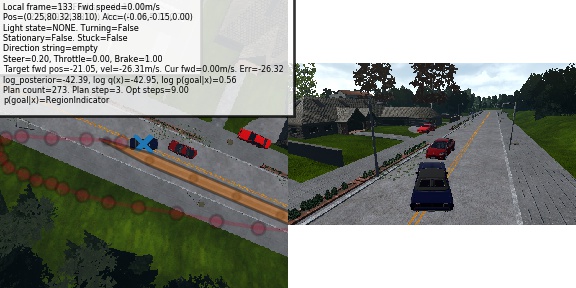 Local frame=133. Fwd speed=0.00m/s
Pos=(0.25,80.32,38.10). Acc=(-0.06,-0.15,0.00)
Light state=NONE. Turning=False
Stationary=False. Stuck=False
Direction string=empty
Steer=0.20, Throttle=0.00, Brake=1.00
Target fwd pos=-21.05, vel=-26.31m/s. Cur fwd=0.00m/s. Err=-26.32
log_posterior=-42.39, log q(x)=-42.95, log p(goal|x)=0.56
Plan count=273. Plan step=3. Opt steps=9.00
p(goal|x)=RegionIndicator